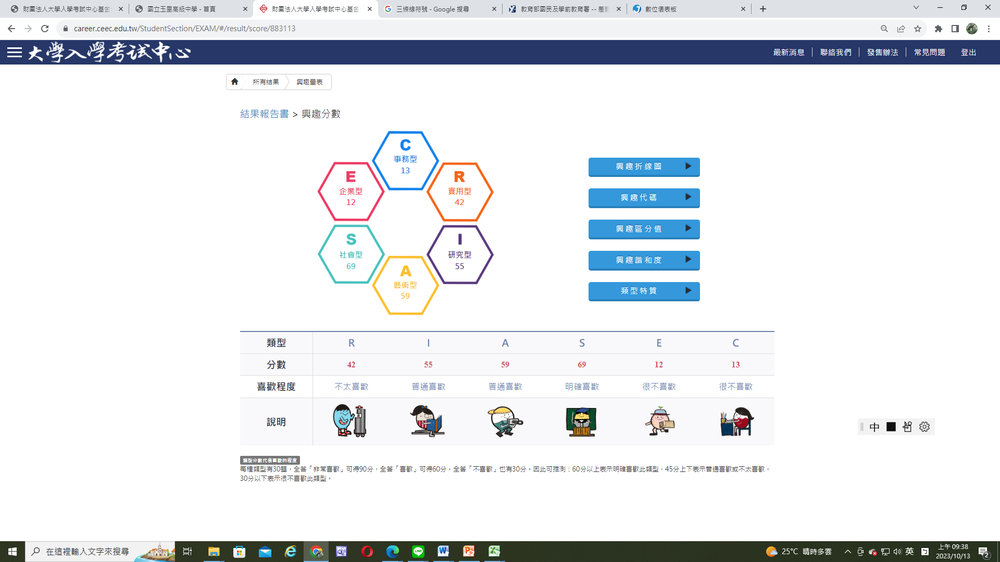 財團法人大學入學考試中心基金
國立玉里高級中學 - 首頁
財團法人大學入學考試中心基金
三條線符號 - Google 搜尋
教育部國民及學前教育署 -- 差
數位儀表板
career.ceec.edu.tw/StudentSection/EXAM/#/result/score/883113
大學入學考試中心
最新消息
聯絡我們
發售辦法
常見問題
登出
所有結果
興趣量表
結果報告書 > 興趣分數
C
事務型
13
E
企業型
12
R
實用型
42
S
社會型
69
I
研究型
55
A
藝術型
59
興趣折線圖
興趣代碼
興趣區分值
興趣諧和度
類型特質
類型 R I A S E C
分數 42 55 59 69 12 13
喜歡程度 不太喜歡 普通喜歡 普通喜歡 明確喜歡 很不喜歡 很不喜歡
說明
類型分數代表喜歡的程度
每種類型有30題，全答「非常喜歡」可得90分，全答「喜歡」可得60分，全答「不喜歡」也有30分。因此可推測：60分以上表示明確喜歡此類型，45分上下表示普通喜歡或不太喜歡，
30分以下表示很不喜歡此類型。
中
在這裡輸入文字來搜尋
25°C 晴時多雲
英
上午 09:38
2023/10/13
2